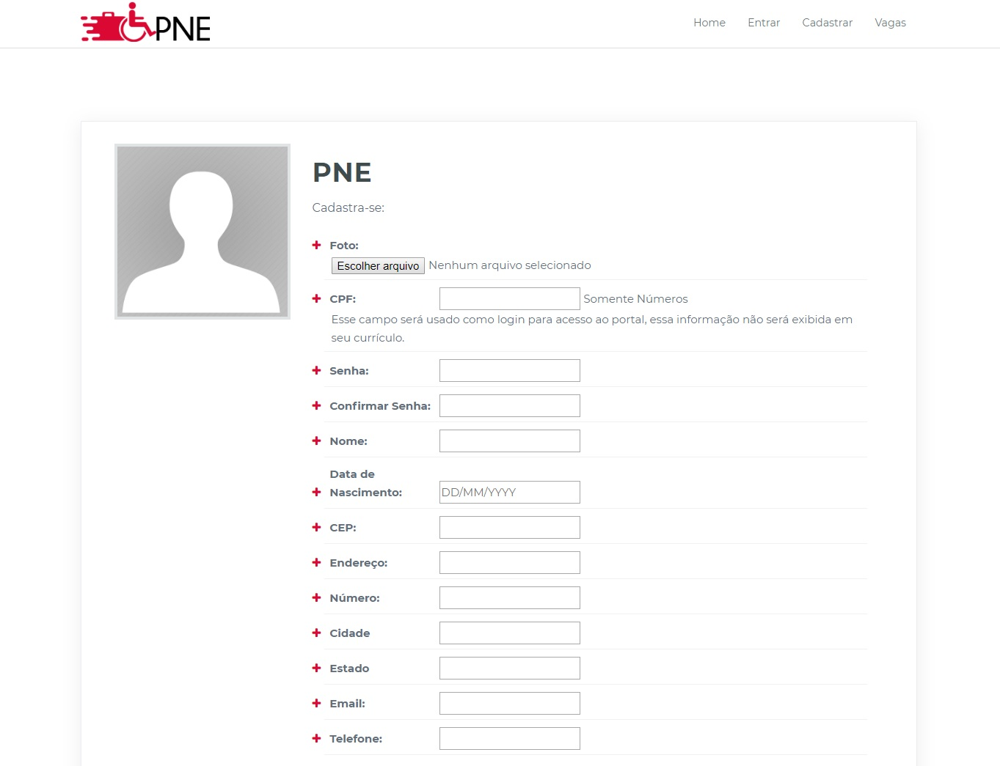 PNE
Home Entrar Cadastrar Vagas
PNE
Cadastra-se:
Foto:
Escolher arquivo Nenhum arquivo selecionado
CPF: Somente Números
Esse campo será usado como login para acesso ao portal, essa informação não será exibida em
seu currículo.
Senha:
Confirmar Senha:
Nome:
Data de
Nascimento: DD/MM/YYYY
CEP:
Endereço:
Número:
Cidade
Estado
Email:
Telefone: